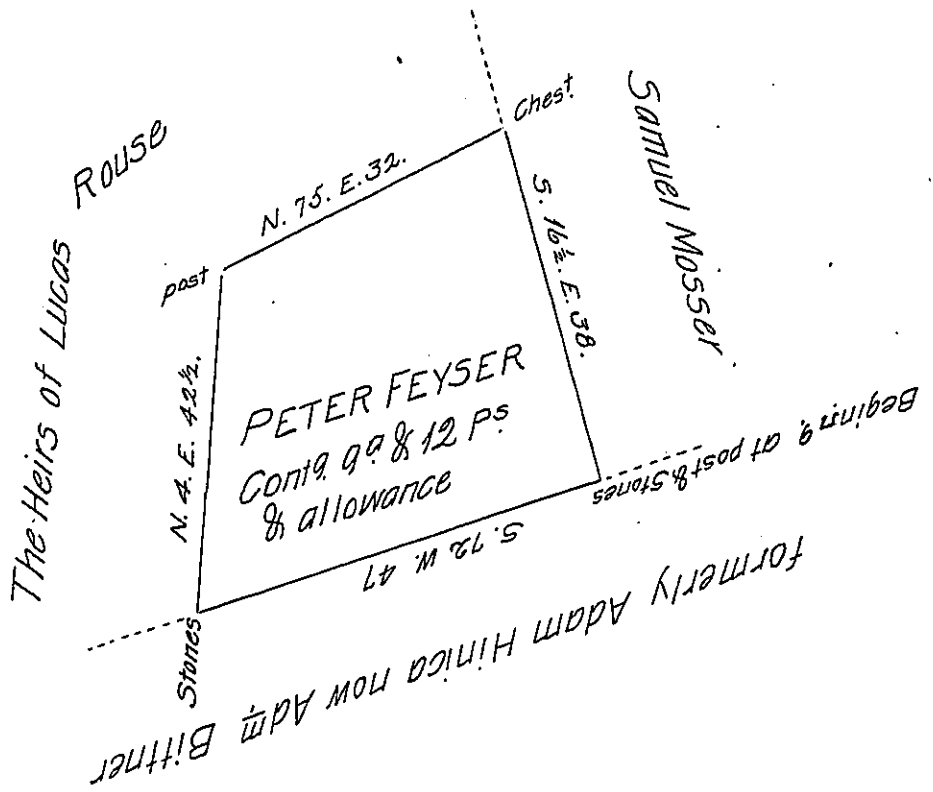 The Heirs of Lucas Rouse
Samuel Mosser
Chest
N. 75. E. 32.
post
S. 16½. E. 38.
N. 4. E. 42½.
PETER FEYSER
Contg. 9a & 12 Ps
& allowance
Beginng. at post & Stones
S. 72 W. 47
Stones
formerly Adam Hinica now Adm Bittner